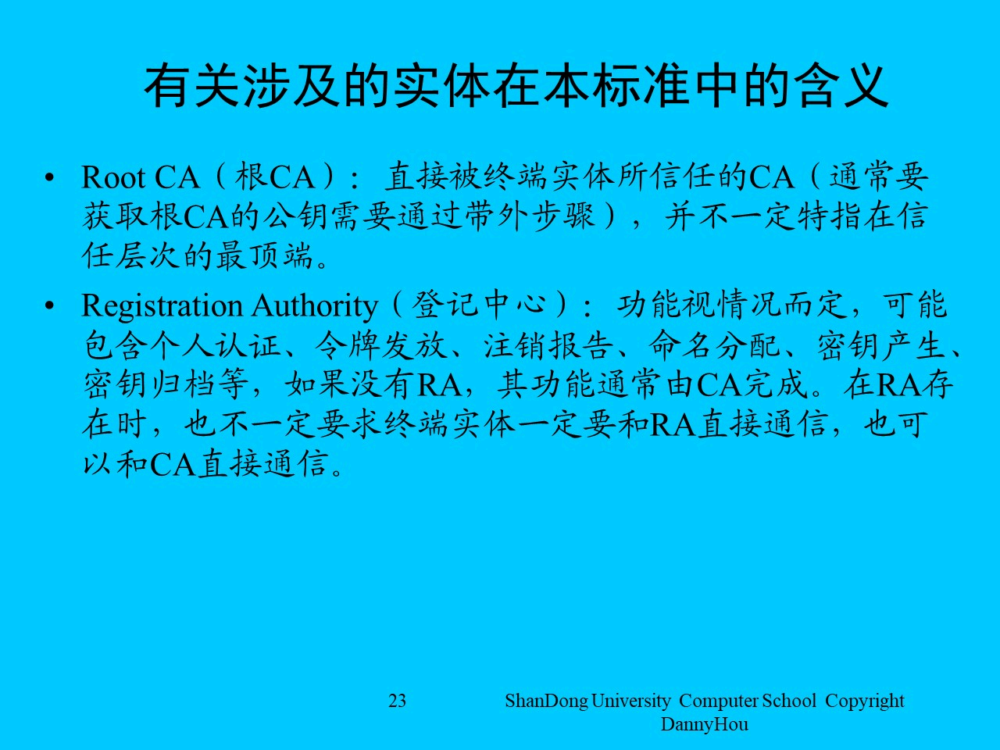 有关涉及的实体在本标准中的含义
• Root CA（根CA）： 直接被终端实体所信任的CA（通常要
获取根CA的公钥需要通过带外步骤），并不一定特指在信
任层次的最顶端。
• Registration Authority（登记中心）：功能视情况而定，可能
包含个人认证、令牌发放、注销报告、命名分配、密钥产生、
密钥归档等，如果没有RA，其功能通常由CA完成。在RA存
在时，也不一定要求终端实体一定要和RA直接通信，也可
以和CA直接通信。
23
ShanDong University Computer School Copyright
DannyHou